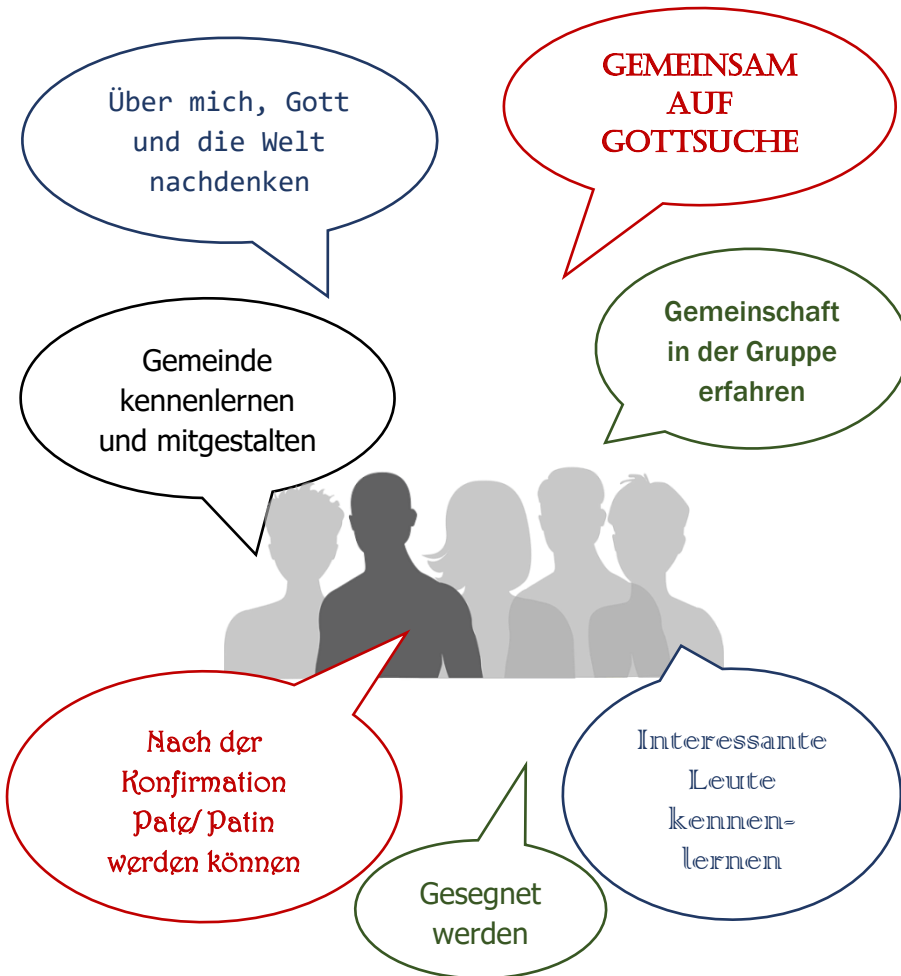 Über mich, Gott
und die Welt
nachdenken
GEMEINSAM
AUF
GOTTSUCHE
Gemeinschaft
in der Gruppe
erfahren
Gemeinde
kennenlernen
und mitgestalten
Nach der
Konfirmation
Pate/ Patin
werden können
Interessante
Leute
kennen-
lernen
Gesegnet
werden